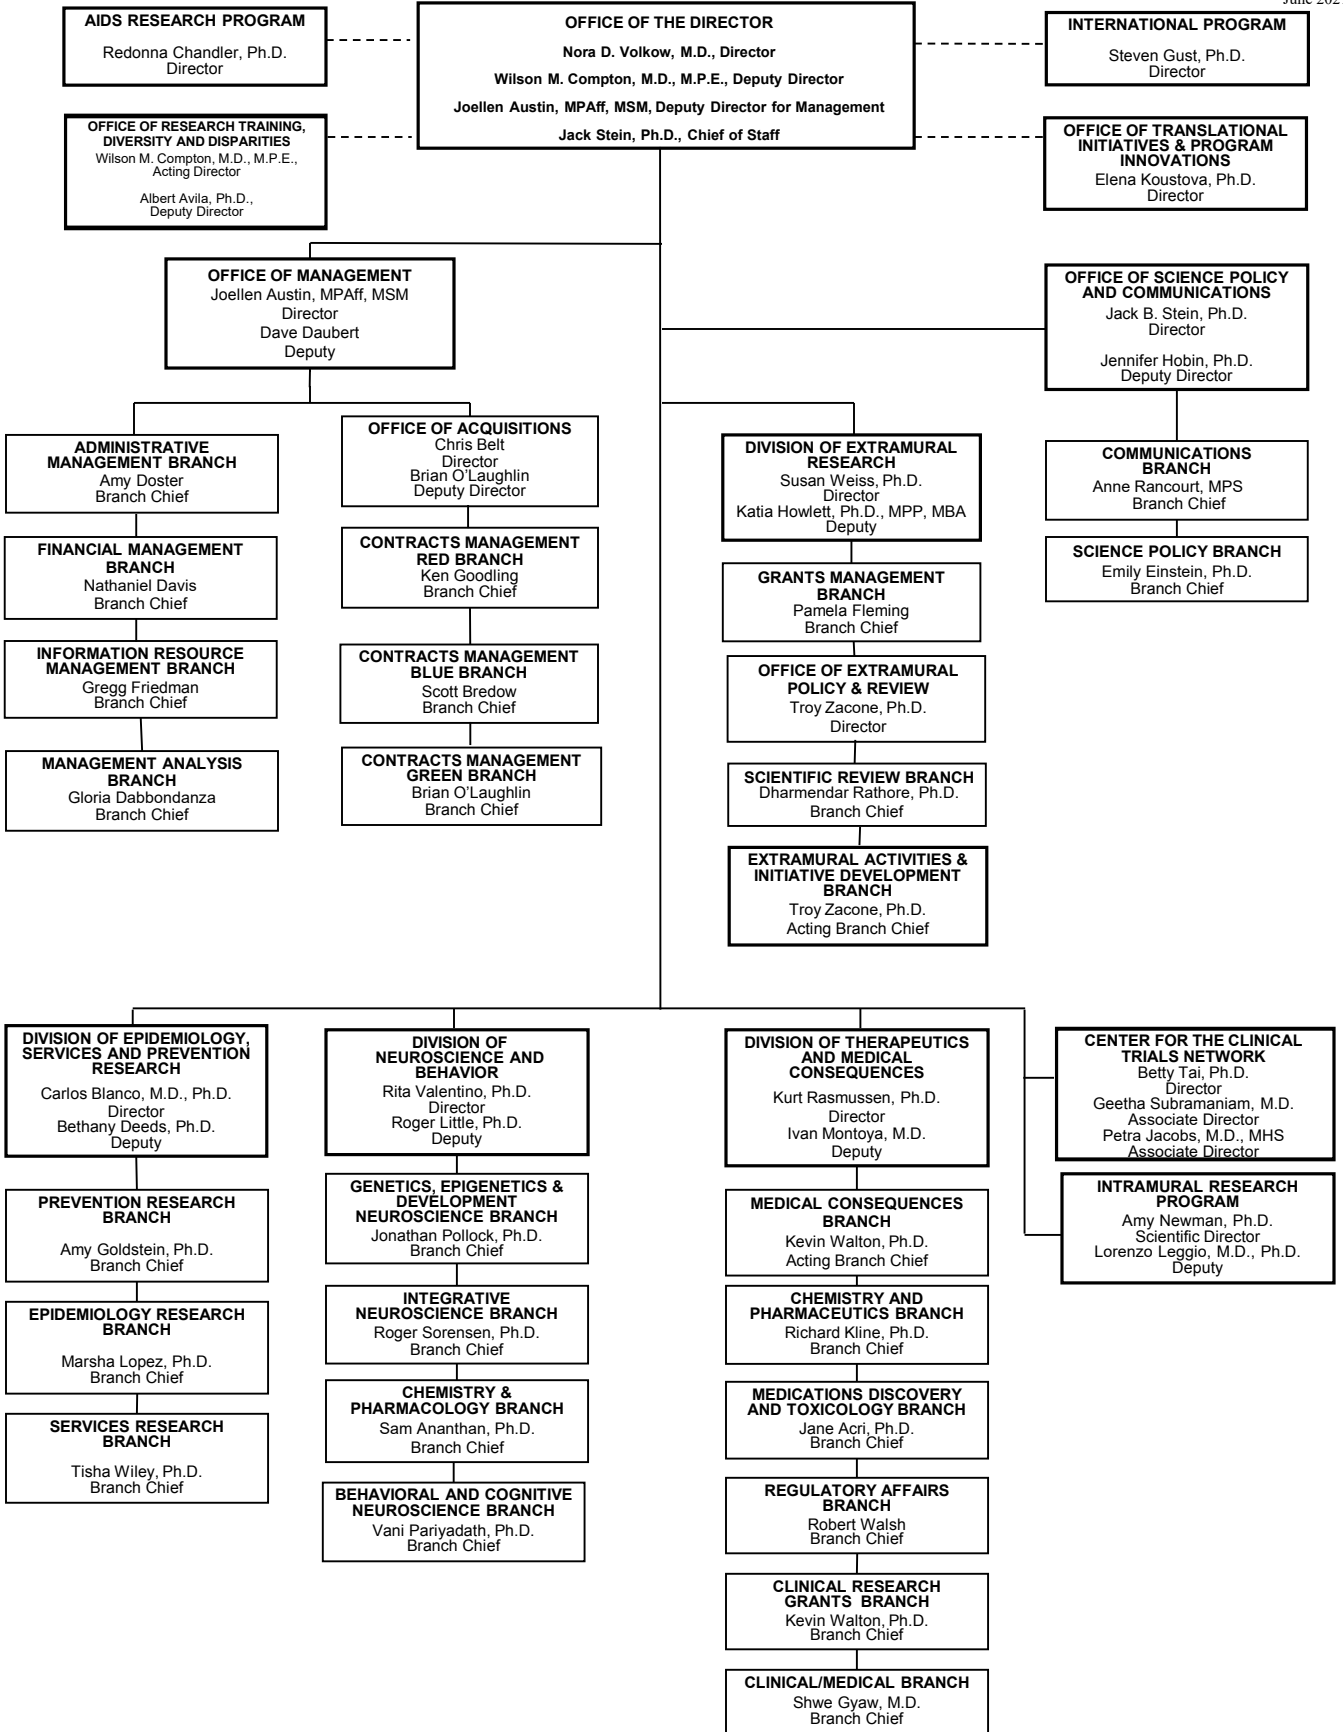 June 202
AIDS RESEARCH PROGRAM
Redonna Chandler, Ph.D.
Director
OFFICE OF THE DIRECTOR
Nora D. Volkow, M.D., Director
Wilson M. Compton, M.D., M.P.E., Deputy Director
Joellen Austin, MPAff, MSM, Deputy Director for Management
Jack Stein, Ph.D., Chief of Staff
INTERNATIONAL PROGRAM
Steven Gust, Ph.D.
Director
OFFICE OF RESEARCH TRAINING,
DIVERSITY AND DISPARITIES
Wilson M. Compton, M.D., M.P.E.,
Acting Director
Albert Avila, Ph.D.,
Deputy Director
OFFICE OF TRANSLATIONAL
INITIATIVES & PROGRAM
INNOVATIONS
Elena Koustova, Ph.D.
Director
OFFICE OF MANAGEMENT
Joellen Austin, MPAff, MSM
Director
Dave Daubert
Deputy
OFFICE OF SCIENCE POLICY
AND COMMUNICATIONS
Jack B. Stein, Ph.D.
Director
Jennifer Hobin, Ph.D.
Deputy Director
ADMINISTRATIVE
MANAGEMENT BRANCH
Amy Doster
Branch Chief
FINANCIAL MANAGEMENT
BRANCH
Nathaniel Davis
Branch Chief
INFORMATION RESOURCE
MANAGEMENT BRANCH
Gregg Friedman
Branch Chief
MANAGEMENT ANALYSIS
BRANCH
Gloria Dabbondanza
Branch Chief
OFFICE OF ACQUISITIONS
Chris Belt
Director
Brian O'Laughlin
Deputy Director
CONTRACTS MANAGEMENT
RED BRANCH
Ken Goodling
Branch Chief
CONTRACTS MANAGEMENT
BLUE BRANCH
Scott Bredow
Branch Chief
CONTRACTS MANAGEMENT
GREEN BRANCH
Brian O'Laughlin
Branch Chief
DIVISION OF EXTRAMURAL
RESEARCH
Susan Weiss, Ph.D.
Director
Katia Howlett, Ph.D., MPP, MBA
Deputy
GRANTS MANAGEMENT
BRANCH
Pamela Fleming
Branch Chief
OFFICE OF EXTRAMURAL
POLICY & REVIEW
Troy Zacone, Ph.D.
Director
SCIENTIFIC REVIEW BRANCH
Dharmendar Rathore, Ph.D.
Branch Chief
EXTRAMURAL ACTIVITIES &
INITIATIVE DEVELOPMENT
BRANCH
Troy Zacone, Ph.D.
Acting Branch Chief
COMMUNICATIONS
BRANCH
Anne Rancourt, MPS
Branch Chief
SCIENCE POLICY BRANCH
Emily Einstein, Ph.D.
Branch Chief
DIVISION OF EPIDEMIOLOGY,
SERVICES AND PREVENTION
RESEARCH
Carlos Blanco, M.D., Ph.D.
Director
Bethany Deeds, Ph.D.
Deputy
PREVENTION RESEARCH
BRANCH
Amy Goldstein, Ph.D.
Branch Chief
EPIDEMIOLOGY RESEARCH
BRANCH
Marsha Lopez, Ph.D.
Branch Chief
SERVICES RESEARCH
BRANCH
Tisha Wiley, Ph.D.
Branch Chief
DIVISION OF
NEUROSCIENCE AND
BEHAVIOR
Rita Valentino, Ph.D.
Director
Roger Little, Ph.D.
Deputy
GENETICS, EPIGENETICS &
DEVELOPMENT
NEUROSCIENCE BRANCH
Jonathan Pollock, Ph.D.
Branch Chief
INTEGRATIVE
NEUROSCIENCE BRANCH
Roger Sorensen, Ph.D.
Branch Chief
CHEMISTRY &
PHARMACOLOGY BRANCH
Sam Ananthan, Ph.D.
Branch Chief
BEHAVIORAL AND COGNITIVE
NEUROSCIENCE BRANCH
Vani Pariyadath, Ph.D.
Branch Chief
DIVISION OF THERAPEUTICS
AND MEDICAL
CONSEQUENCES
Kurt Rasmussen, Ph.D.
Director
Ivan Montoya, M.D.
Deputy
MEDICAL CONSEQUENCES
BRANCH
Kevin Walton, Ph.D.
Acting Branch Chief
CHEMISTRY AND
PHARMACEUTICS BRANCH
Richard Kline, Ph.D.
Branch Chief
MEDICATIONS DISCOVERY
AND TOXICOLOGY BRANCH
Jane Acri, Ph.D.
Branch Chief
REGULATORY AFFAIRS
BRANCH
Robert Walsh
Branch Chief
CLINICAL RESEARCH
GRANTS BRANCH
Kevin Walton, Ph.D.
Branch Chief
CLINICAL/MEDICAL BRANCH
Shwe Gyaw, M.D.
Branch Chief
CENTER FOR THE CLINICAL
TRIALS NETWORK
Betty Tai, Ph.D.
Director
Geetha Subramaniam, M.D.
Associate Director
Petra Jacobs, M.D., MHS
Associate Director
INTRAMURAL RESEARCH
PROGRAM
Amy Newman, Ph.D.
Scientific Director
Lorenzo Leggio, M.D., Ph.D.
Deputy